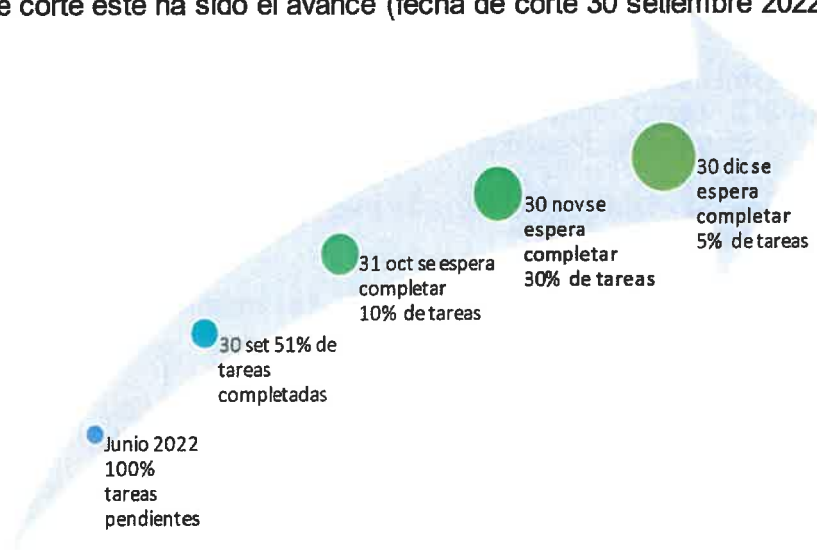 e corte este ha sido el avance (fecha de corte 30 setiembre 2022
30 dic se
espera
completar
5% de tareas
30 nov se
espera
completar
30% de tareas
31 oct se espera
completar
10% de tareas
30 set 51% de
tareas
completadas
Junio 2022
100%
tareas
pendientes